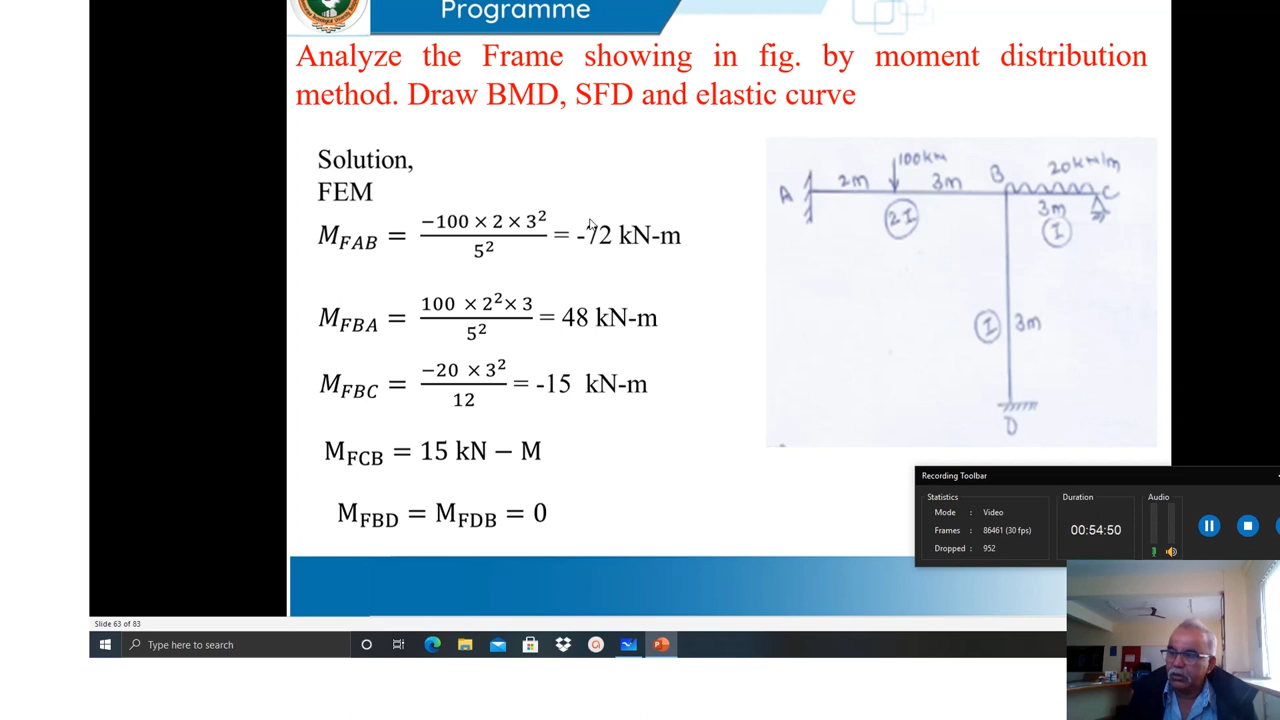 Programme
Analyze the Frame showing in fig. by moment distribution
method. Draw BMD, SFD and elastic curve
Solution,
FEM
M_FAB = −100 × 2 × 3² / 5² = -72 kN-m
M_FBA = 100 × 2² × 3 / 5² = 48 kN-m
M_FBC = −20 × 3² / 12 = -15 kN-m
M_FCB = 15 kN − M
M_FBD = M_FDB = 0
100kN
20kN/m
A
2m
3m
B
C
2I
3m
I
I
3m
D
Recording Toolbar
Statistics
Duration
Audio
Mode : Video
Frames : 86461 (30 fps)
Dropped : 952
00:54:50
Slide 63 of 83
Type here to search